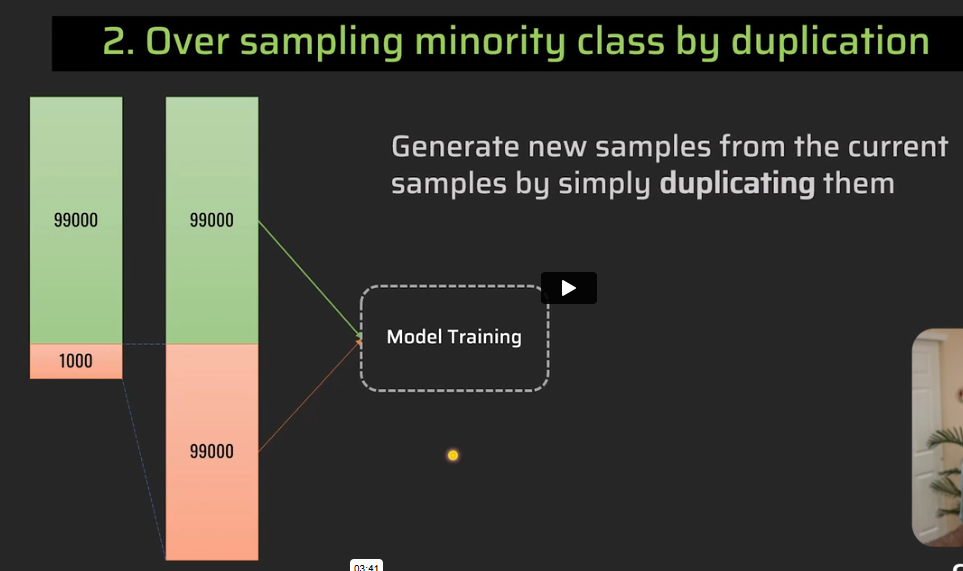 2. Over sampling minority class by duplication
Generate new samples from the current
samples by simply duplicating them
99000
99000
1000
99000
Model Training
03:41